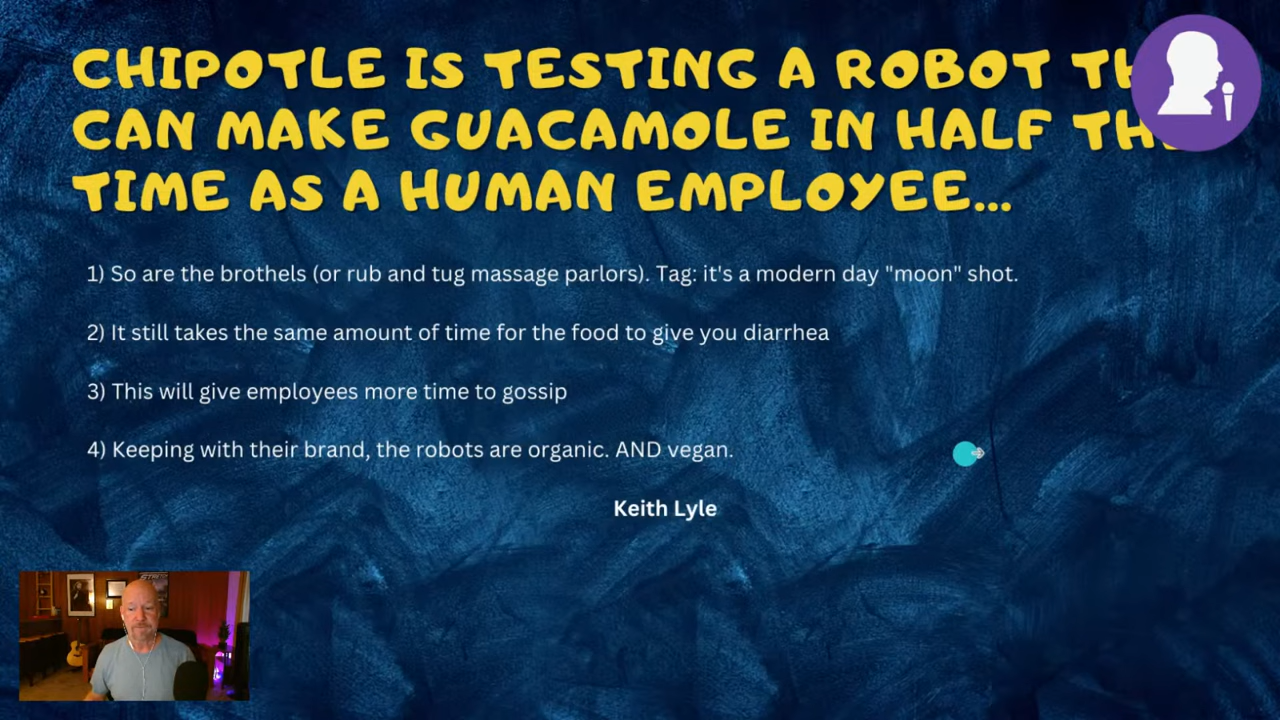 CHIPOTLE IS TESTING A ROBOT
CAN MAKE GUACAMOLE IN HALF
TIME AS A HUMAN EMPLOYEE...
1) So are the brothels (or rub and tug massage parlors). Tag: it's a modern day "moon" shot.
2) It still takes the same amount of time for the food to give you diarrhea
3) This will give employees more time to gossip
4) Keeping with their brand, the robots are organic. AND vegan.
Keith Lyle